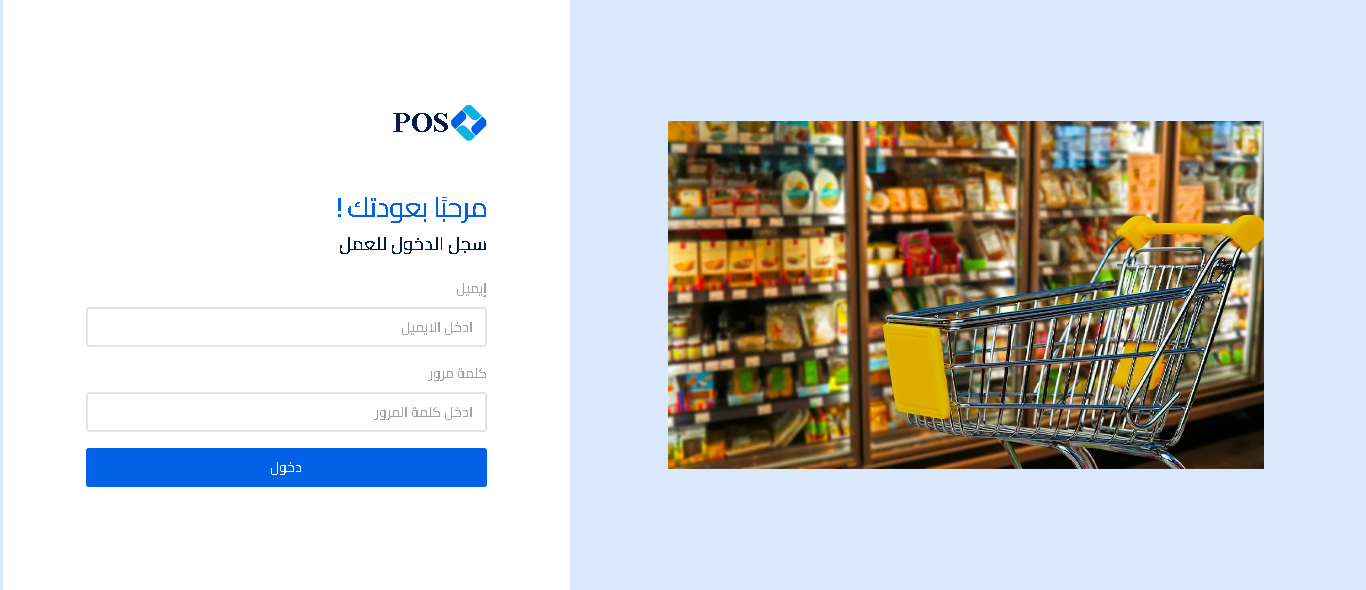 POS
مرحبًا بعودتك !
سجل الدخول للعمل
إيميل
ادخل الايميل
كلمة مرور
ادخل كلمة المرور
دخول